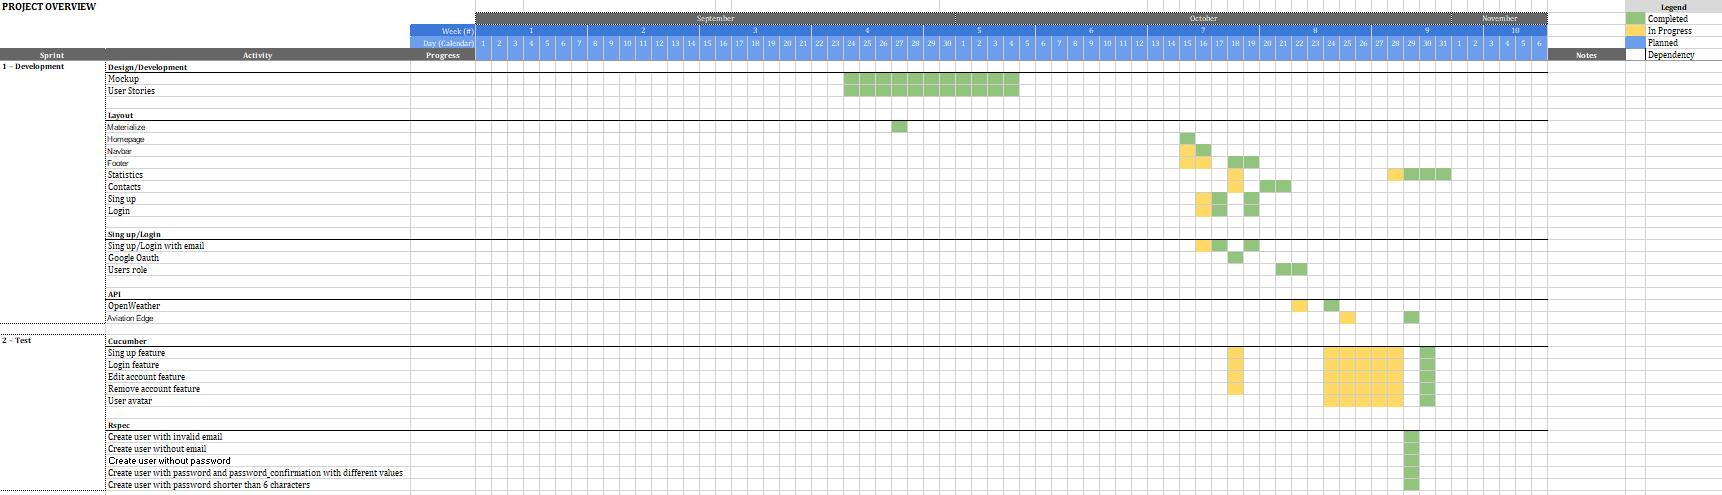 PROJECT OVERVIEW
Legend
September October November
Completed
Week (#) 1 2 3 4 5 6 7 8 9 10
In Progress
Day (Calendar) 1 2 3 4 5 6 7 8 9 10 11 12 13 14 15 16 17 18 19 20 21 22 23 24 25 26 27 28 29 30 1 2 3 4 5 6 7 8 9 10 11 12 13 14 15 16 17 18 19 20 21 22 23 24 25 26 27 28 29 30 31 1 2 3 4 5 6
Planned
Sprint Activity Progress Notes
Dependency
1 - Development Design/Development
Mockup
User Stories
Layout
Materialize
Homepage
Navbar
Footer
Statistics
Contacts
Sing up
Login
Sing up/Login
Sing up/Login with email
Google Oauth
Users role
API
OpenWeather
Aviation Edge
2 - Test Cucumber
Sing up feature
Login feature
Edit account feature
Remove account feature
User avatar
Rspec
Create user with invalid email
Create user without email
Create user without password
Create user with password and password_confirmation with different values
Create user with password shorter than 6 characters